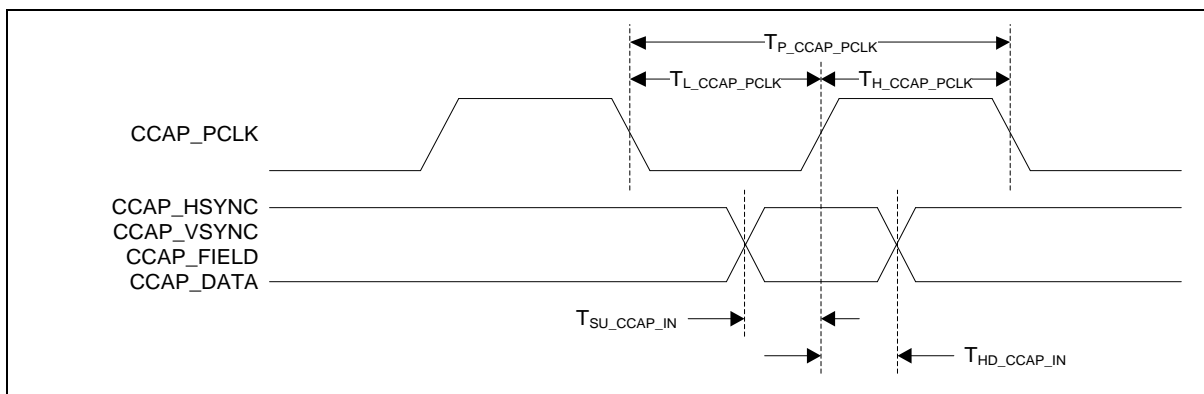 T_P_CCAP_PCLK
T_L_CCAP_PCLK T_H_CCAP_PCLK
CCAP_PCLK
CCAP_HSYNC
CCAP_VSYNC
CCAP_FIELD
CCAP_DATA
T_SU_CCAP_IN
T_HD_CCAP_IN